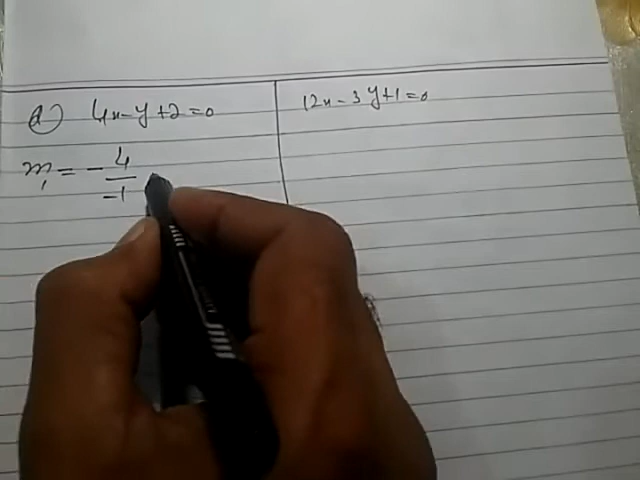 d) 4x-y+2=0
12x-3y+1=0
m₁ = - 4/-1